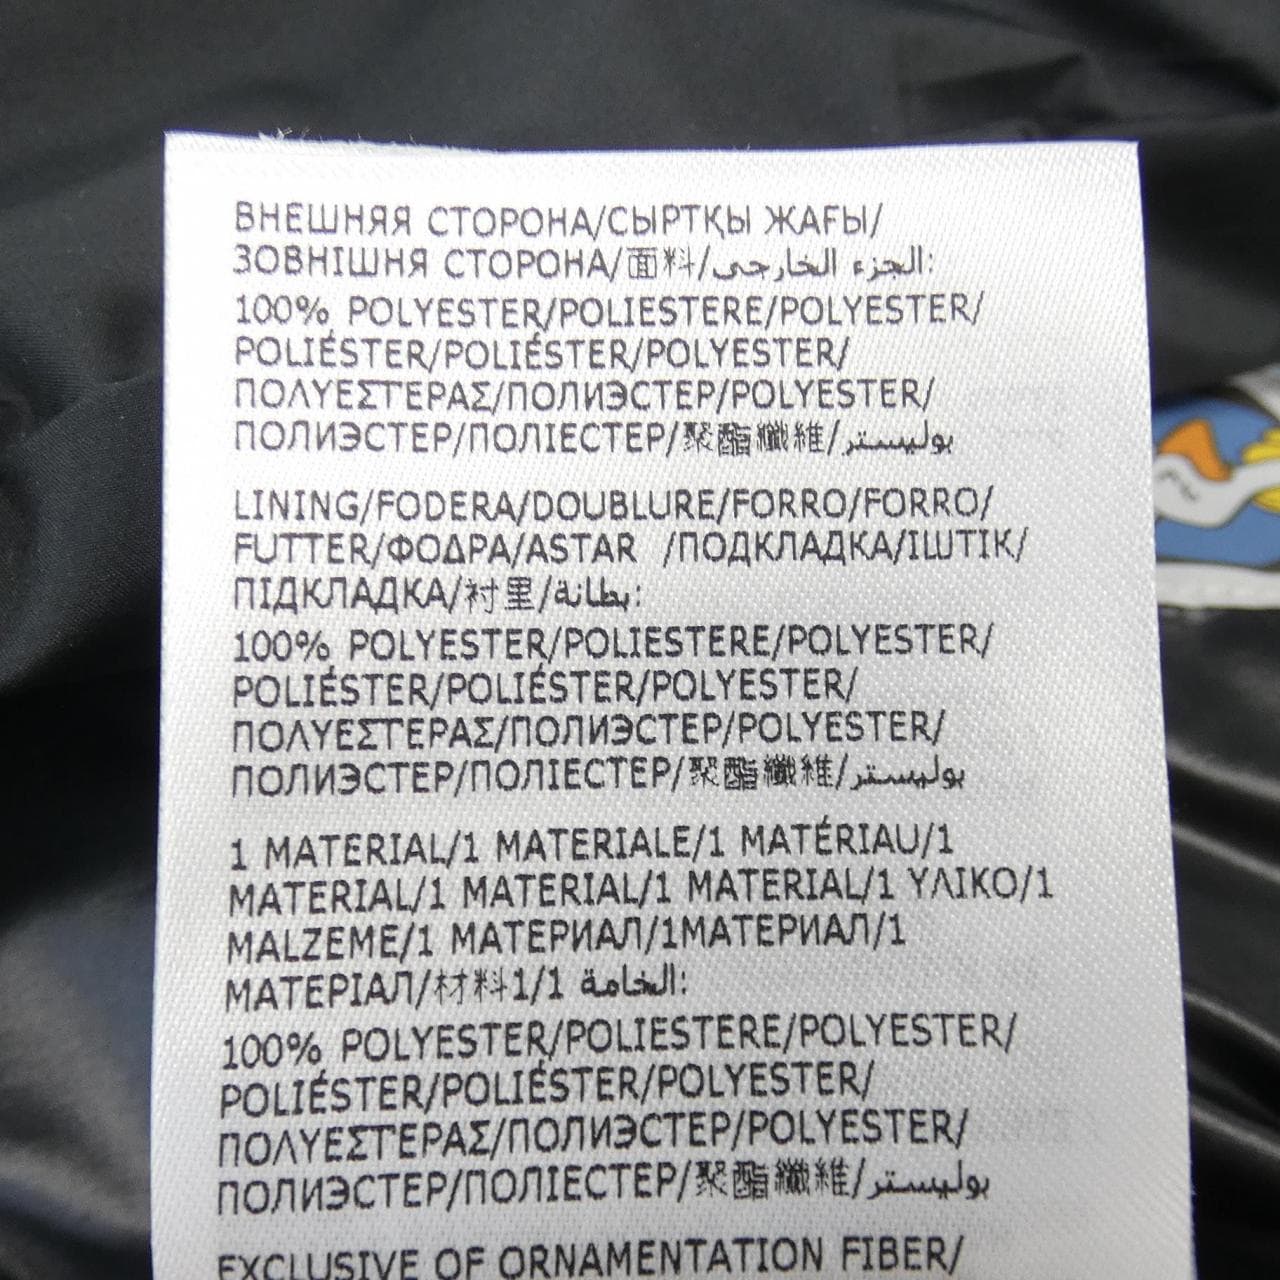 ВНЕШНЯЯ СТОРОНА/СЫРТҚЫ ЖАҒЫ/
ЗОВНІШНЯ СТОРОНА/面料/الجزء الخارجي:
100% POLYESTER/POLIESTERE/POLYESTER/
POLIÉSTER/POLIÉSTER/POLYESTER/
ΠΟΛΥΕΣΤΕΡΑΣ/ПОЛИЭСТЕР/POLYESTER/
ПОЛИЭСТЕР/ПОЛІЕСТЕР/聚酯纖維/بوليستر
LINING/FODERA/DOUBLURE/FORRO/FORRO/
FUTTER/ΦΟΔΡΑ/ASTAR /ПОДКЛАДКА/ІШТІК/
ПІДКЛАДКА/衬里/بطانة:
100% POLYESTER/POLIESTERE/POLYESTER/
POLIÉSTER/POLIÉSTER/POLYESTER/
ΠΟΛΥΕΣΤΕΡΑΣ/ПОЛИЭСТЕР/POLYESTER/
ПОЛИЭСТЕР/ПОЛІЕСТЕР/聚酯纖維/بوليستر
1 MATERIAL/1 MATERIALE/1 MATÉRIAU/1
MATERIAL/1 MATERIAL/1 MATERIAL/1 ΥΛΙΚΟ/1
MALZEME/1 МАТЕРИАЛ/1МАТЕРИАЛ/1
МАТЕРІАЛ/材料1/1 الخامة:
100% POLYESTER/POLIESTERE/POLYESTER/
POLIÉSTER/POLIÉSTER/POLYESTER/
ΠΟΛΥΕΣΤΕΡΑΣ/ПОЛИЭСТЕР/POLYESTER/
ПОЛИЭСТЕР/ПОЛІЕСТЕР/聚酯纖維/بوليستر
EXCLUSIVE OF ORNAMENTATION FIBER/